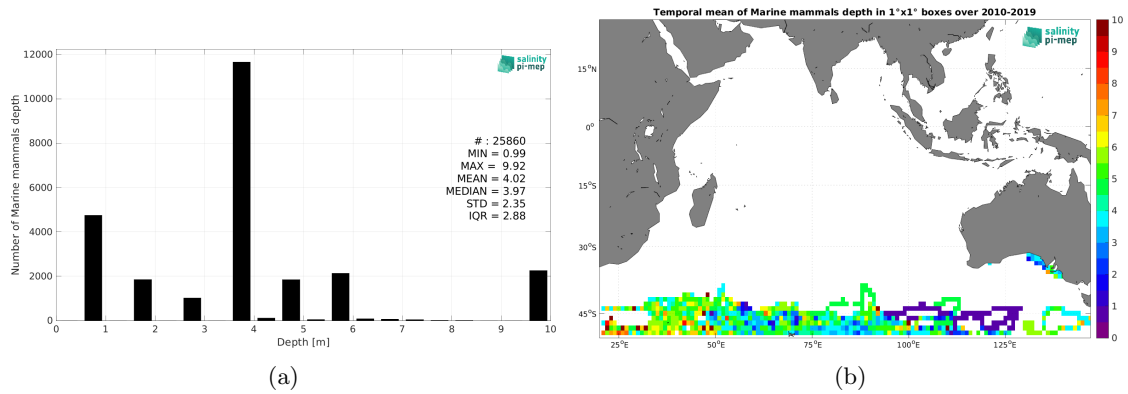 12000
10000
8000
6000
4000
2000
0
Number of Marine mammals depth
salinity
pi-mep
# : 25860
MIN = 0.99
MAX = 9.92
MEAN = 4.02
MEDIAN = 3.97
STD = 2.35
IQR = 2.88
0 1 2 3 4 5 6 7 8 9 10
Depth [m]
(a)
Temporal mean of Marine mammals depth in 1°x1° boxes over 2010-2019
salinity
pi-mep
15°N
0°
15°S
30°S
45°S
25°E 50°E 75°E 100°E 125°E
10
9
8
7
6
5
4
3
2
1
0
(b)